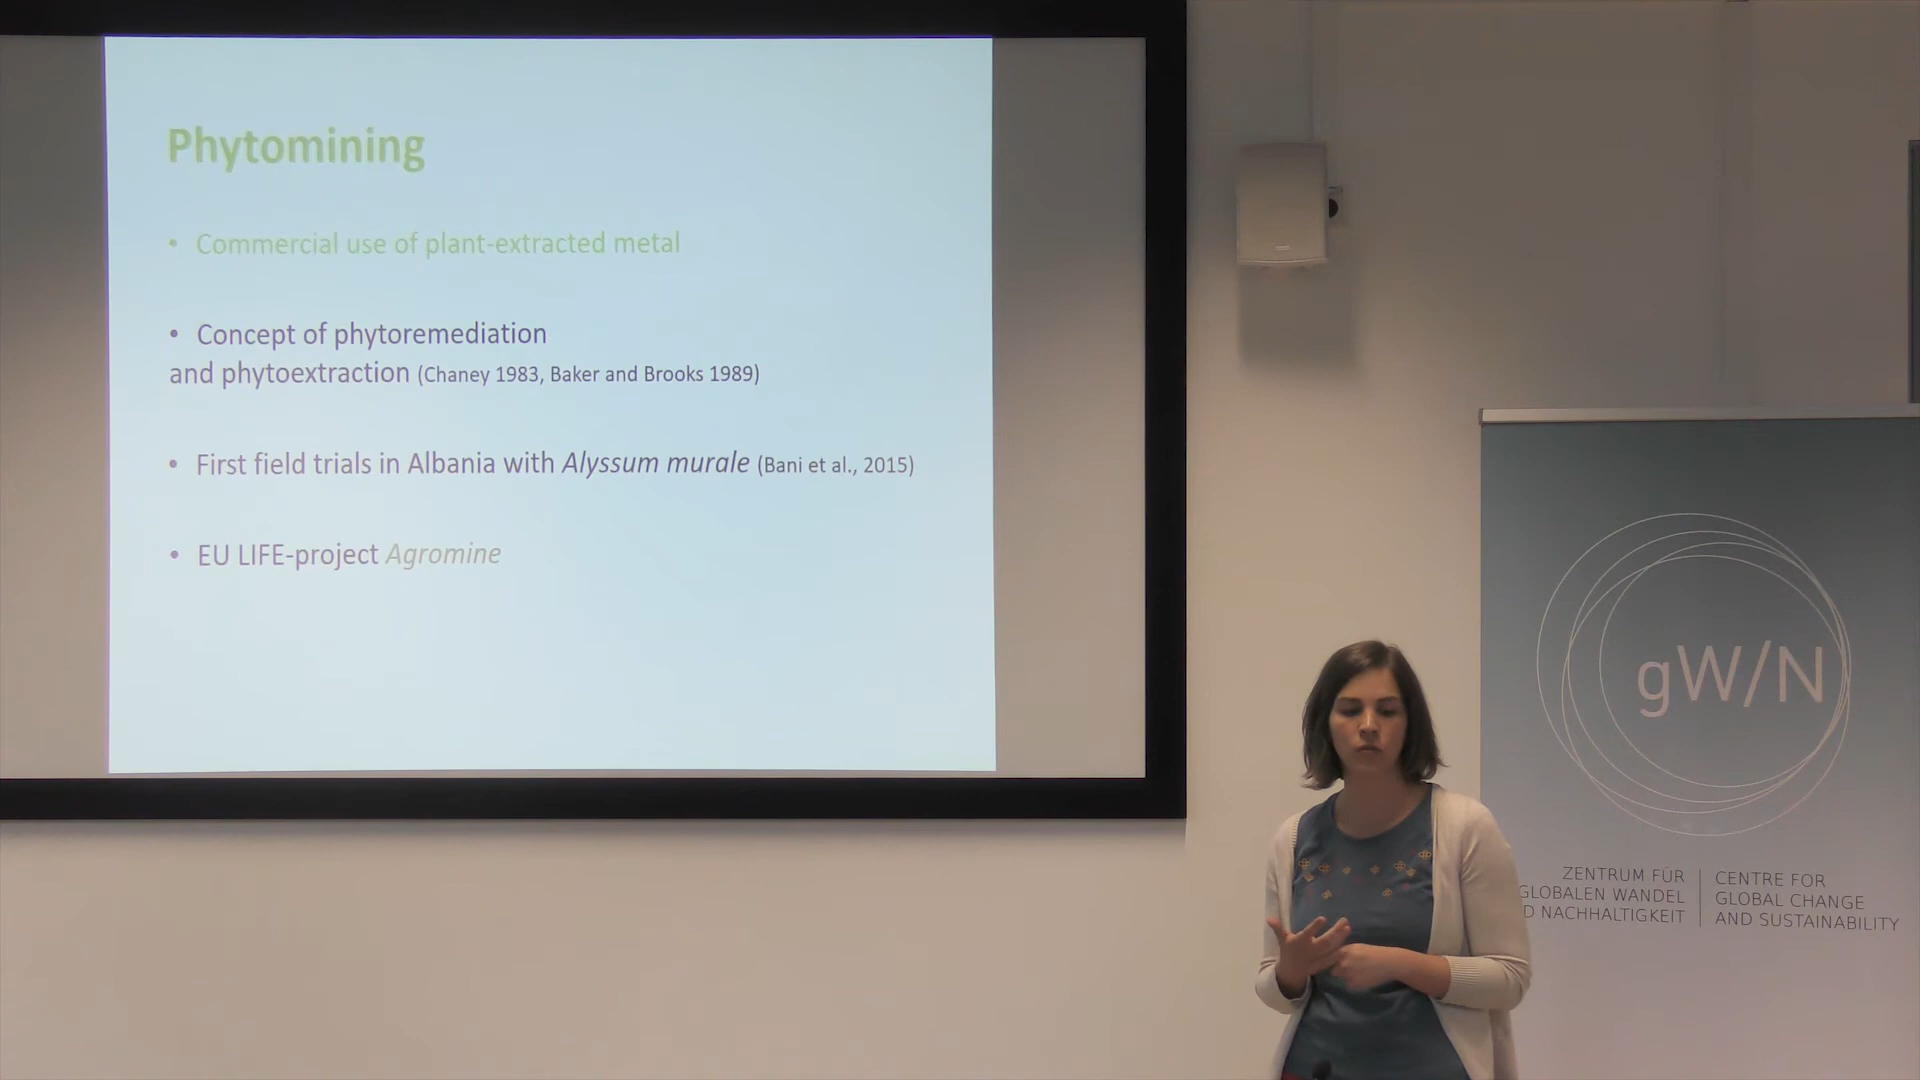 Phytomining
• Commercial use of plant-extracted metal
• Concept of phytoremediation
and phytoextraction (Chaney 1983, Baker and Brooks 1989)
• First field trials in Albania with Alyssum murale (Bani et al., 2015)
• EU LIFE-project Agromine
gW/N
ZENTRUM FÜR
GLOBALEN WANDEL
D NACHHALTIGKEIT
CENTRE FOR
GLOBAL CHANGE
AND SUSTAINABILITY